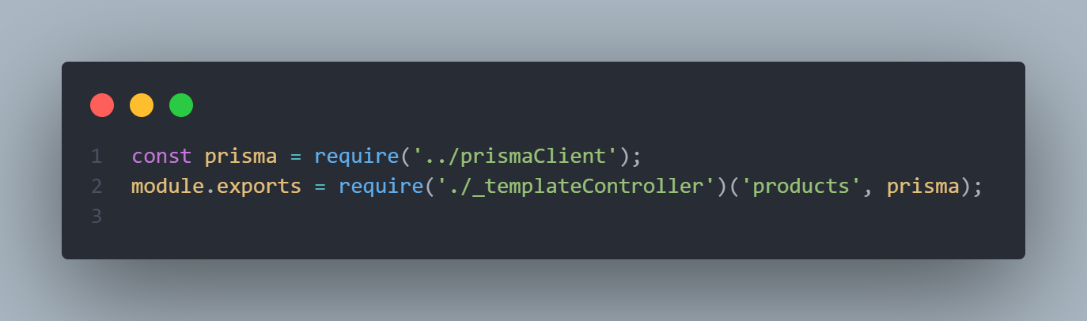 1 const prisma = require('../prismaClient');
2 module.exports = require('./_templateController')('products', prisma);
3